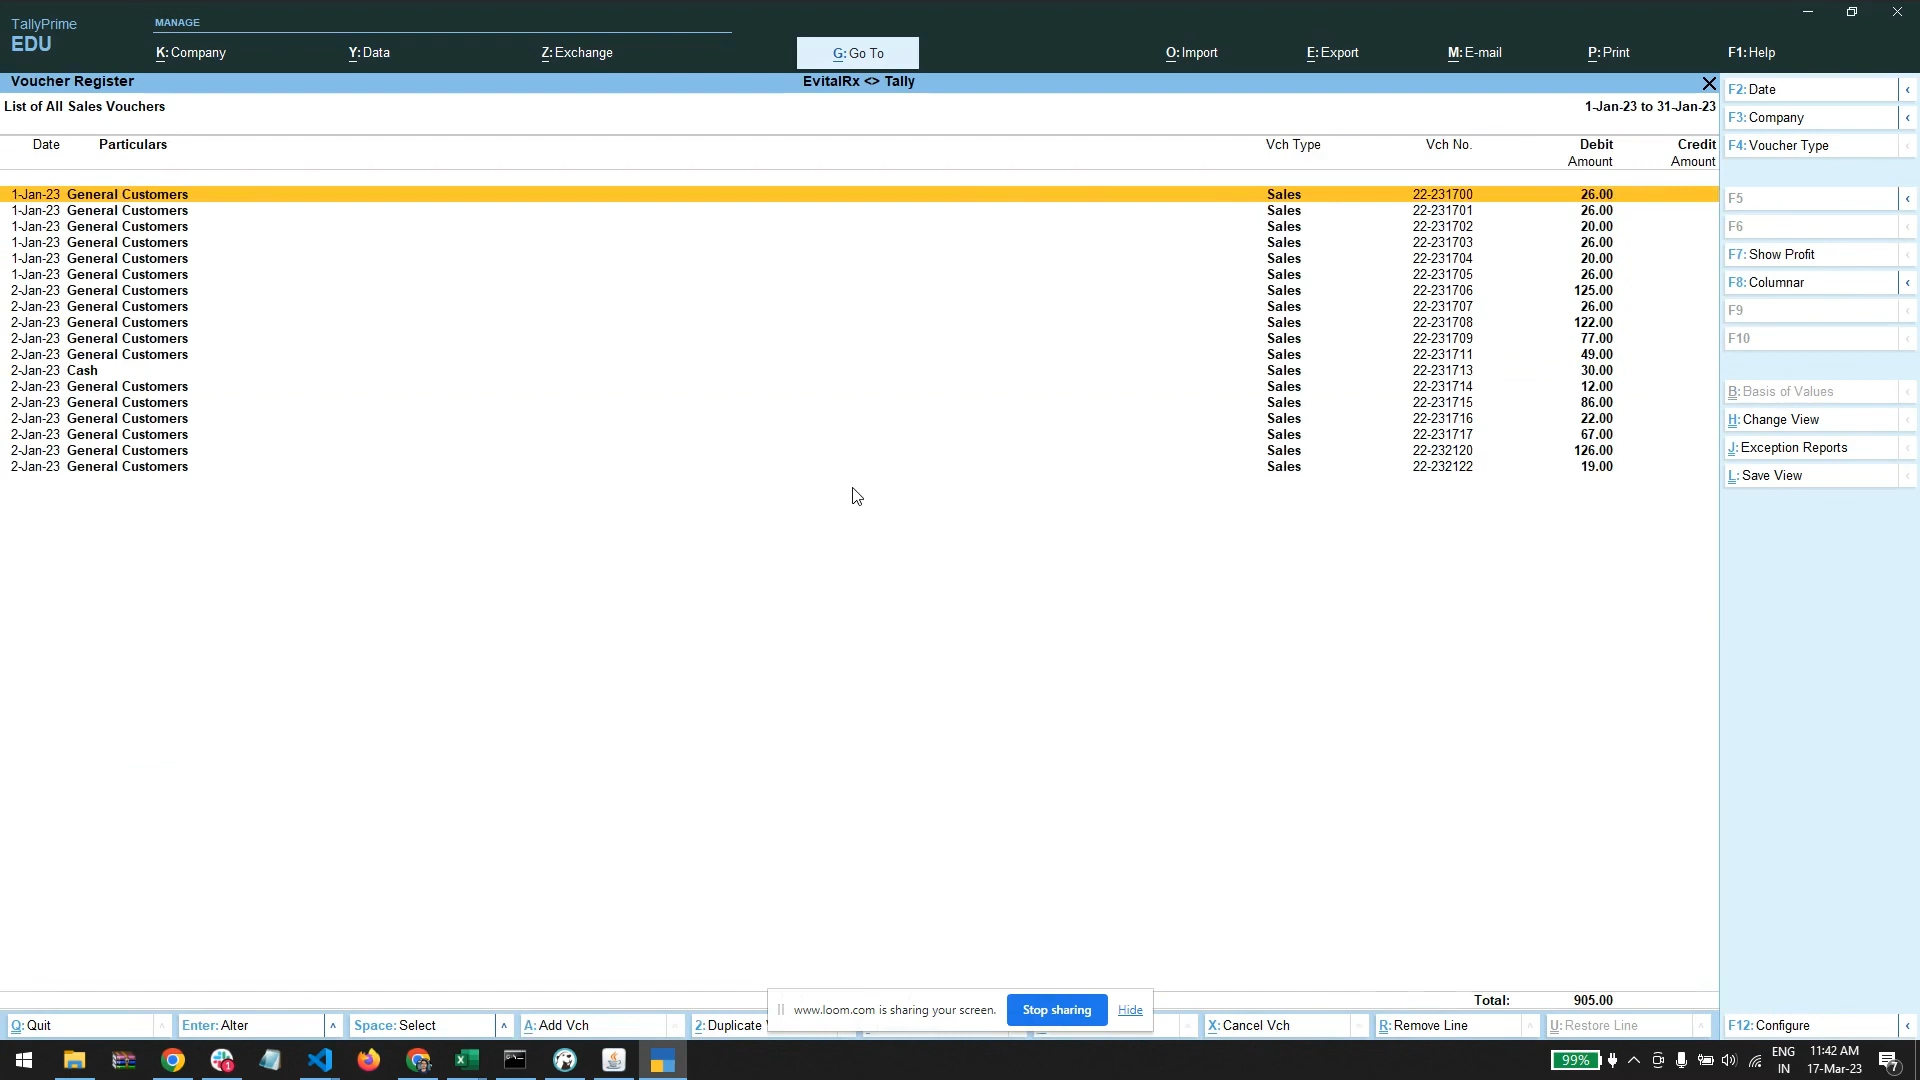 TallyPrime
EDU
MANAGE
K: Company
Y: Data
Z: Exchange
G: Go To
O: Import
E: Export
M: E-mail
P: Print
F1: Help
Voucher Register
EvitalRx <> Tally
List of All Sales Vouchers
1-Jan-23 to 31-Jan-23
Date Particulars Vch Type Vch No. Debit Credit
Amount Amount
1-Jan-23 General Customers Sales 22-231700 26.00
1-Jan-23 General Customers Sales 22-231701 26.00
1-Jan-23 General Customers Sales 22-231702 20.00
1-Jan-23 General Customers Sales 22-231703 26.00
1-Jan-23 General Customers Sales 22-231704 20.00
1-Jan-23 General Customers Sales 22-231705 26.00
2-Jan-23 General Customers Sales 22-231706 125.00
2-Jan-23 General Customers Sales 22-231707 26.00
2-Jan-23 General Customers Sales 22-231708 122.00
2-Jan-23 General Customers Sales 22-231709 77.00
2-Jan-23 General Customers Sales 22-231711 49.00
2-Jan-23 Cash Sales 22-231713 30.00
2-Jan-23 General Customers Sales 22-231714 12.00
2-Jan-23 General Customers Sales 22-231715 86.00
2-Jan-23 General Customers Sales 22-231716 22.00
2-Jan-23 General Customers Sales 22-231717 67.00
2-Jan-23 General Customers Sales 22-232120 126.00
2-Jan-23 General Customers Sales 22-232122 19.00
Total: 905.00
F2: Date
F3: Company
F4: Voucher Type
F5
F6
F7: Show Profit
F8: Columnar
F9
F10
B: Basis of Values
H: Change View
J: Exception Reports
L: Save View
www.loom.com is sharing your screen. Stop sharing Hide
Q: Quit
Enter: Alter
Space: Select
A: Add Vch
2: Duplicate
X: Cancel Vch
R: Remove Line
U: Restore Line
F12: Configure
99%
ENG
IN
11:42 AM
17-Mar-23
7
1